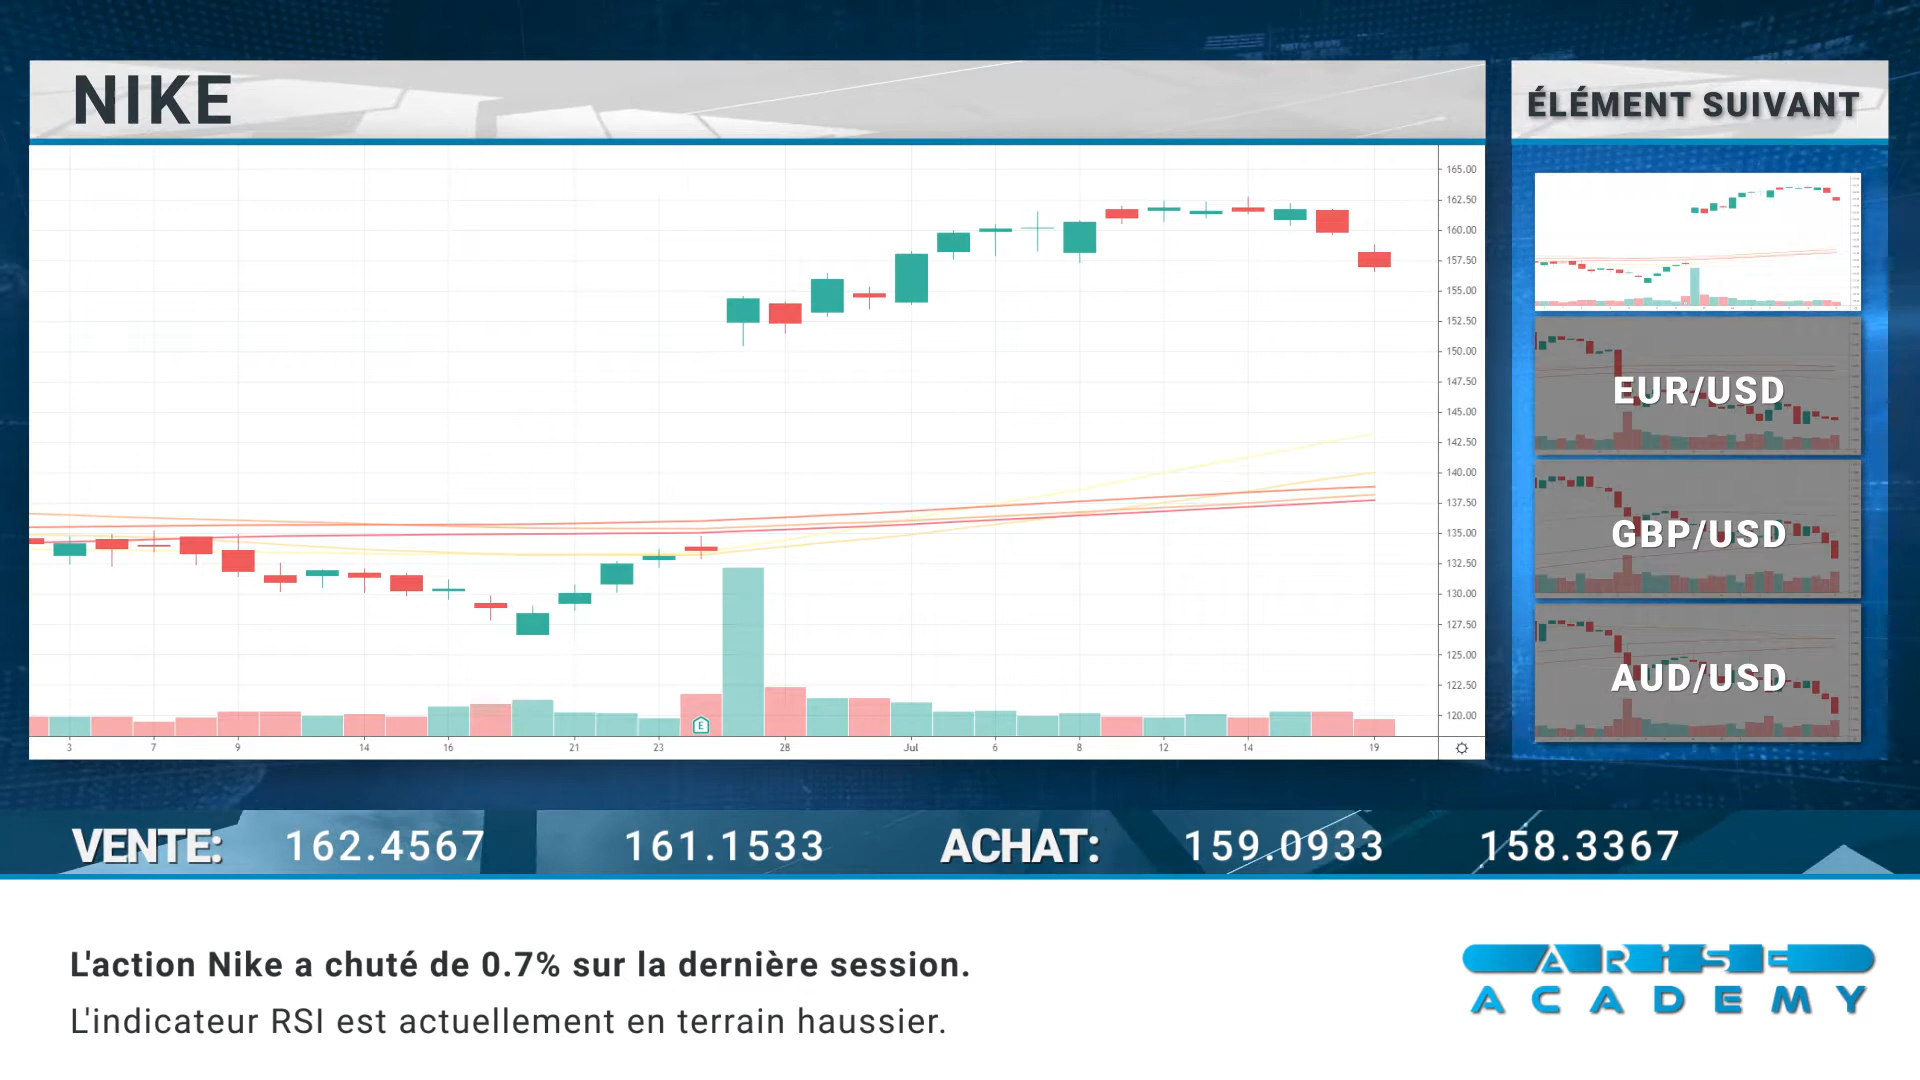 NIKE
ÉLÉMENT SUIVANT
165.00
162.50
160.00
157.50
155.00
152.50
150.00
147.50
145.00
142.50
140.00
137.50
135.00
132.50
130.00
127.50
125.00
122.50
120.00
E
3 7 9 14 16 21 23 28 Jul 6 8 12 14 19
EUR/USD
GBP/USD
AUD/USD
VENTE: 162.4567 161.1533 ACHAT: 159.0933 158.3367
L'action Nike a chuté de 0.7% sur la dernière session.
L'indicateur RSI est actuellement en terrain haussier.
ARISE
ACADEMY